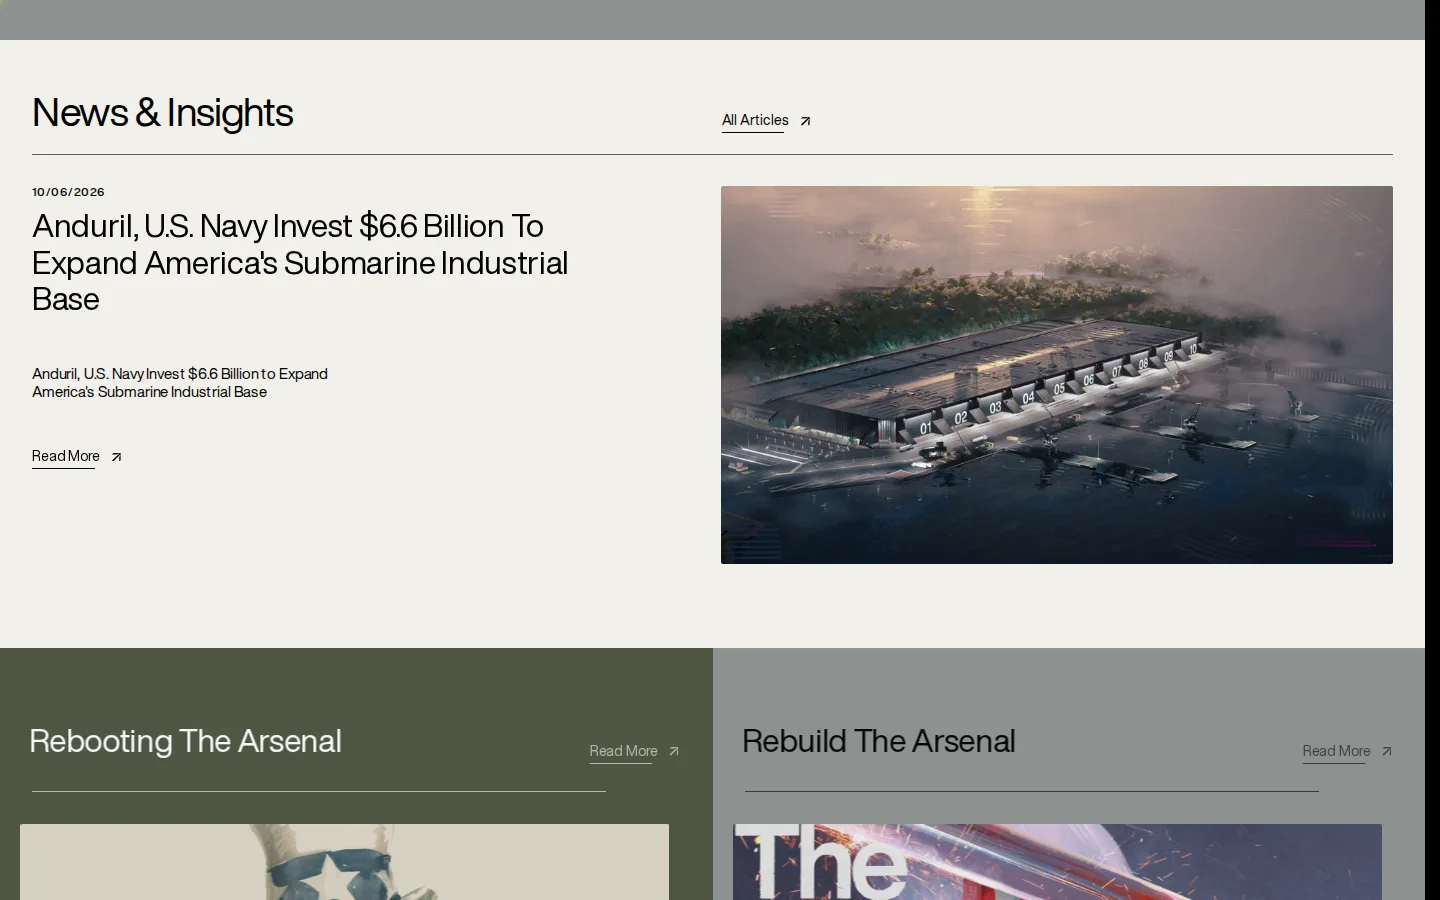 News & Insights
All Articles
10/06/2026
Anduril, U.S. Navy Invest $6.6 Billion To
Expand America's Submarine Industrial
Base
Anduril, U.S. Navy Invest $6.6 Billion to Expand
America's Submarine Industrial Base
Read More
01 02 03 04 05 06 07 08 09 10
Rebooting The Arsenal
Read More
Rebuild The Arsenal
Read More
The